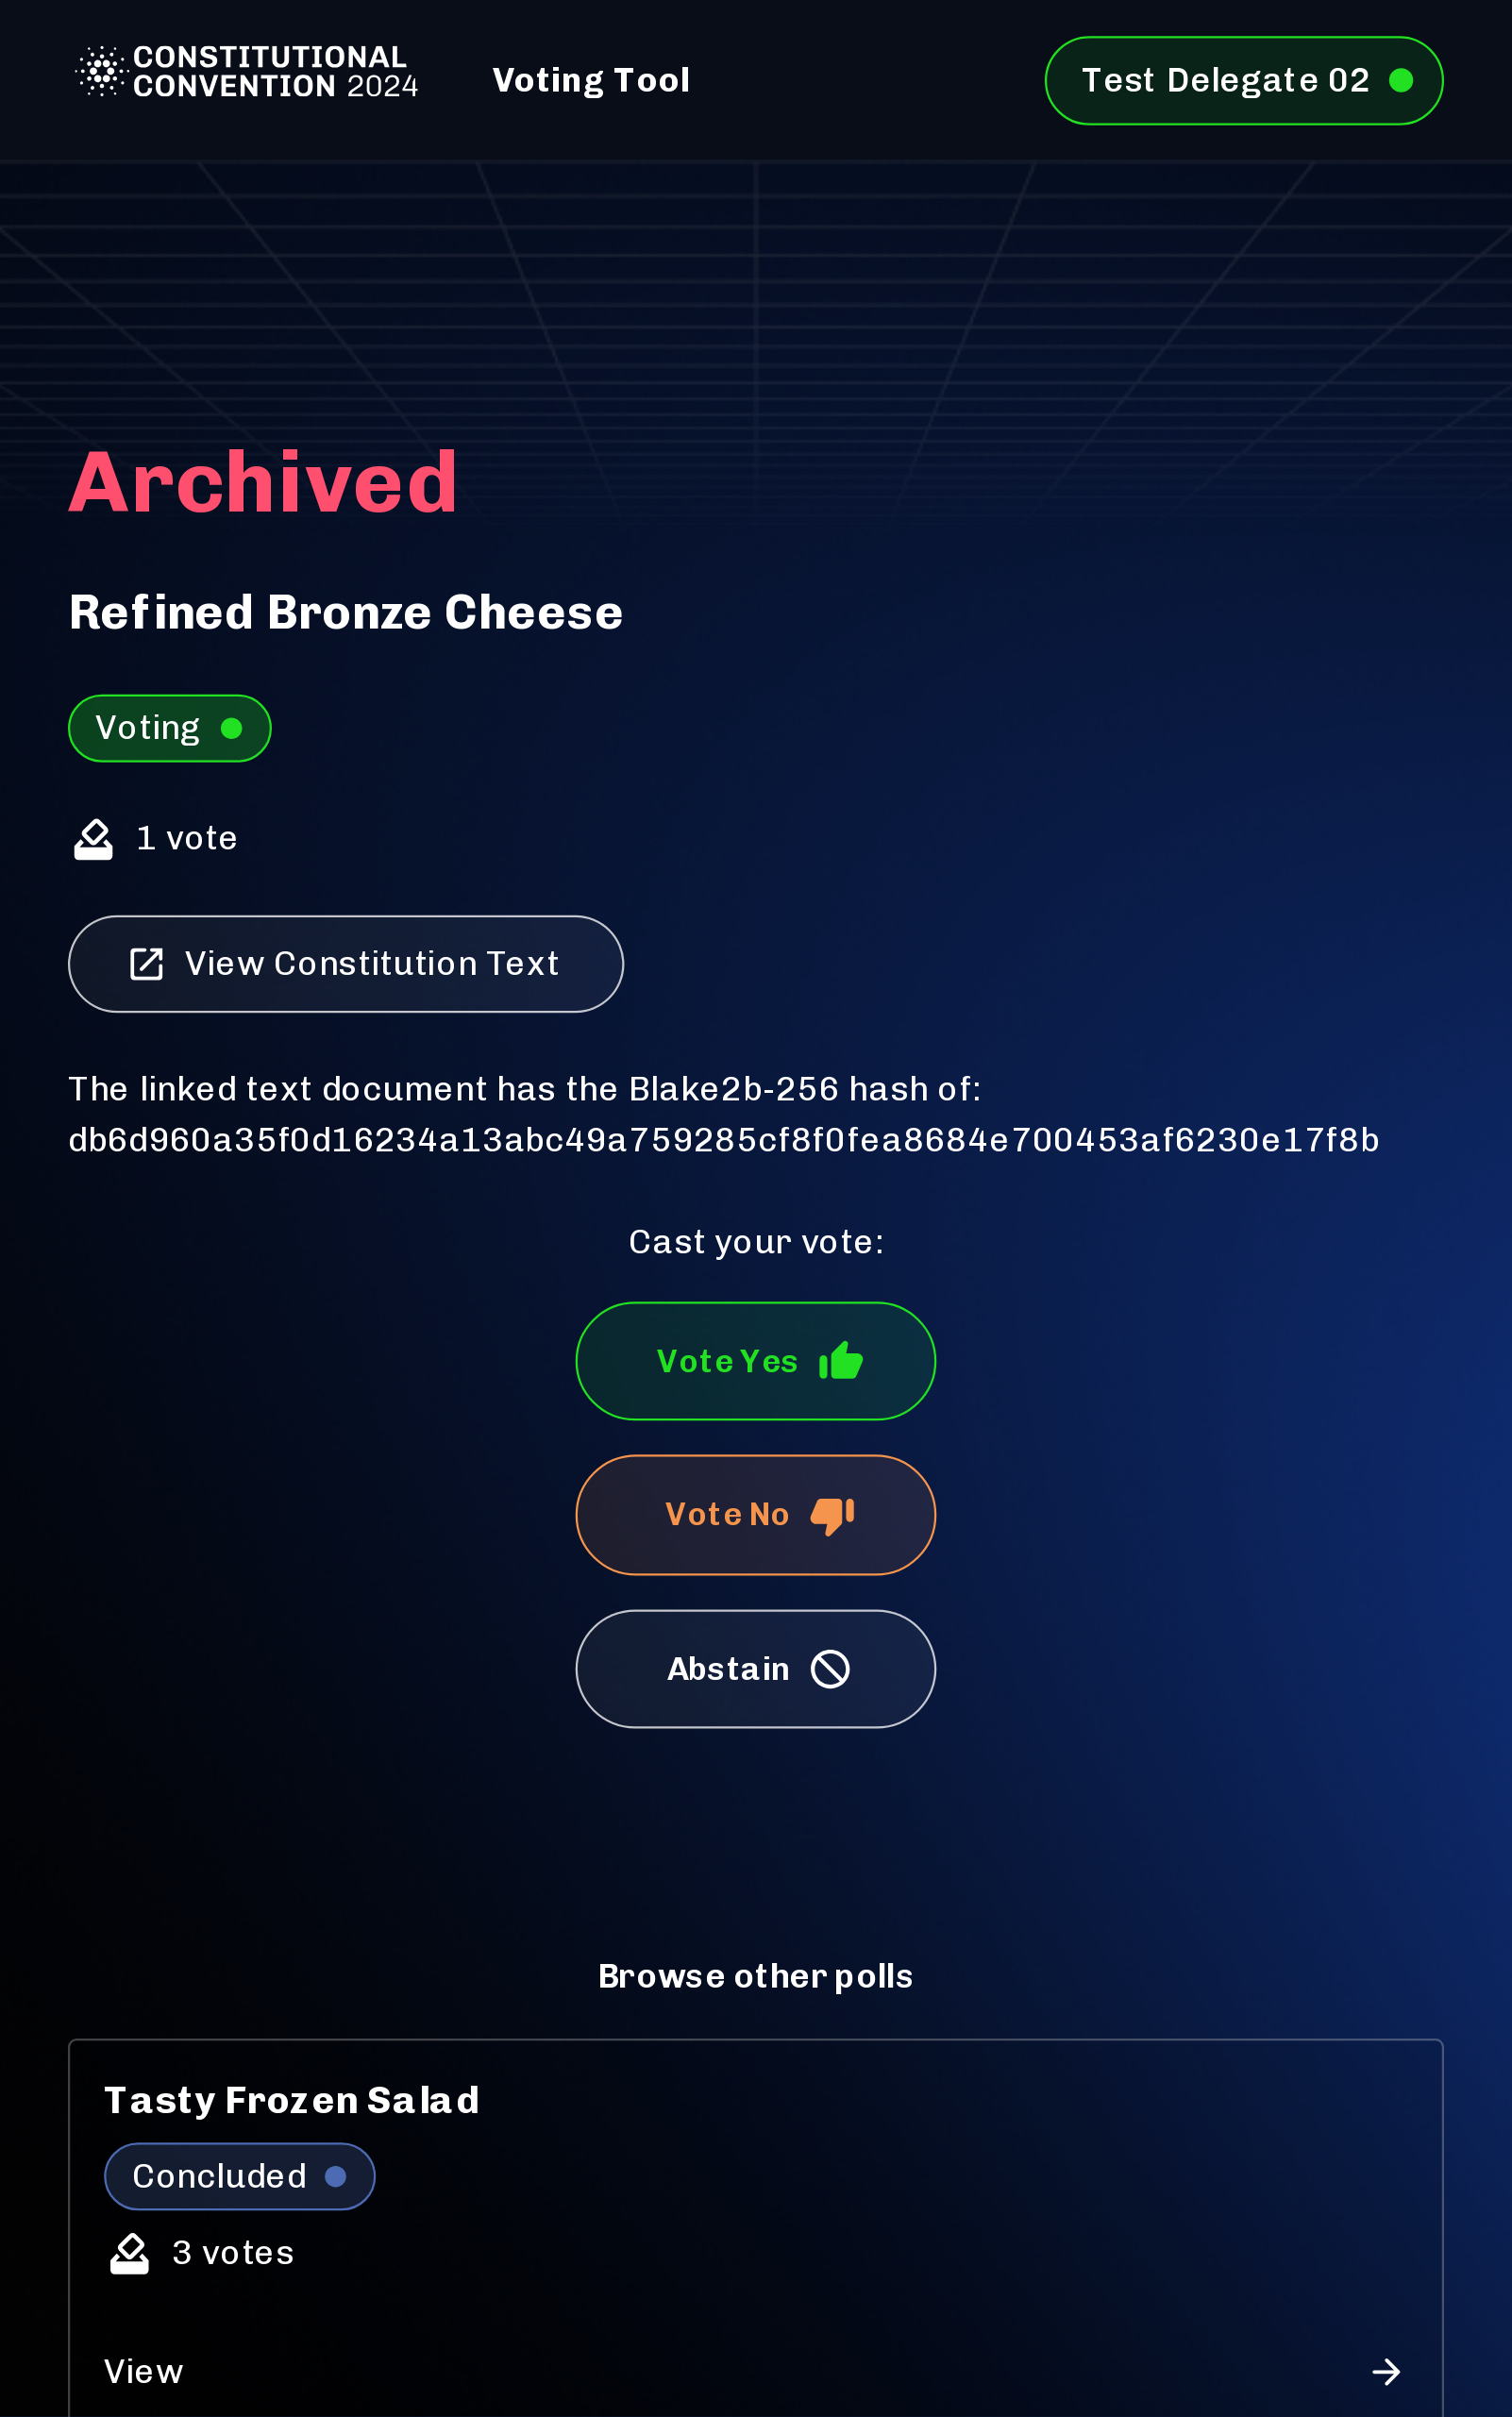 CONSTITUTIONAL
CONVENTION 2024
Voting Tool
Test Delegate 02
Archived
Refined Bronze Cheese
Voting
1 vote
View Constitution Text
The linked text document has the Blake2b-256 hash of:
db6d960a35f0d16234a13abc49a759285cf8f0fea8684e700453af6230e17f8b
Cast your vote:
Vote Yes
Vote No
Abstain
Browse other polls
Tasty Frozen Salad
Concluded
3 votes
View